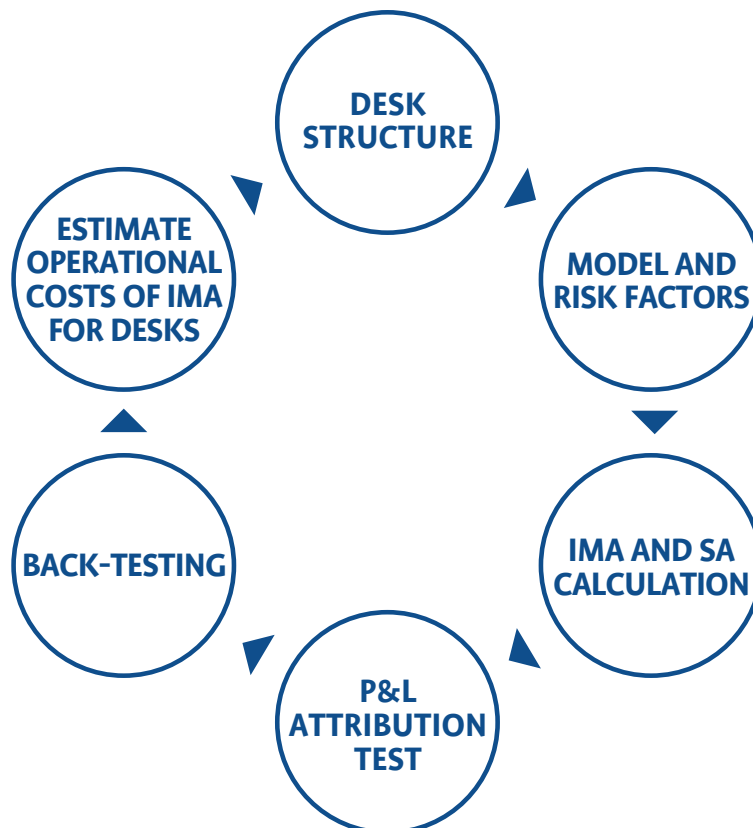 DESK
STRUCTURE
MODEL AND
RISK FACTORS
IMA AND SA
CALCULATION
P&L
ATTRIBUTION
TEST
BACK-TESTING
ESTIMATE
OPERATIONAL
COSTS OF IMA
FOR DESKS